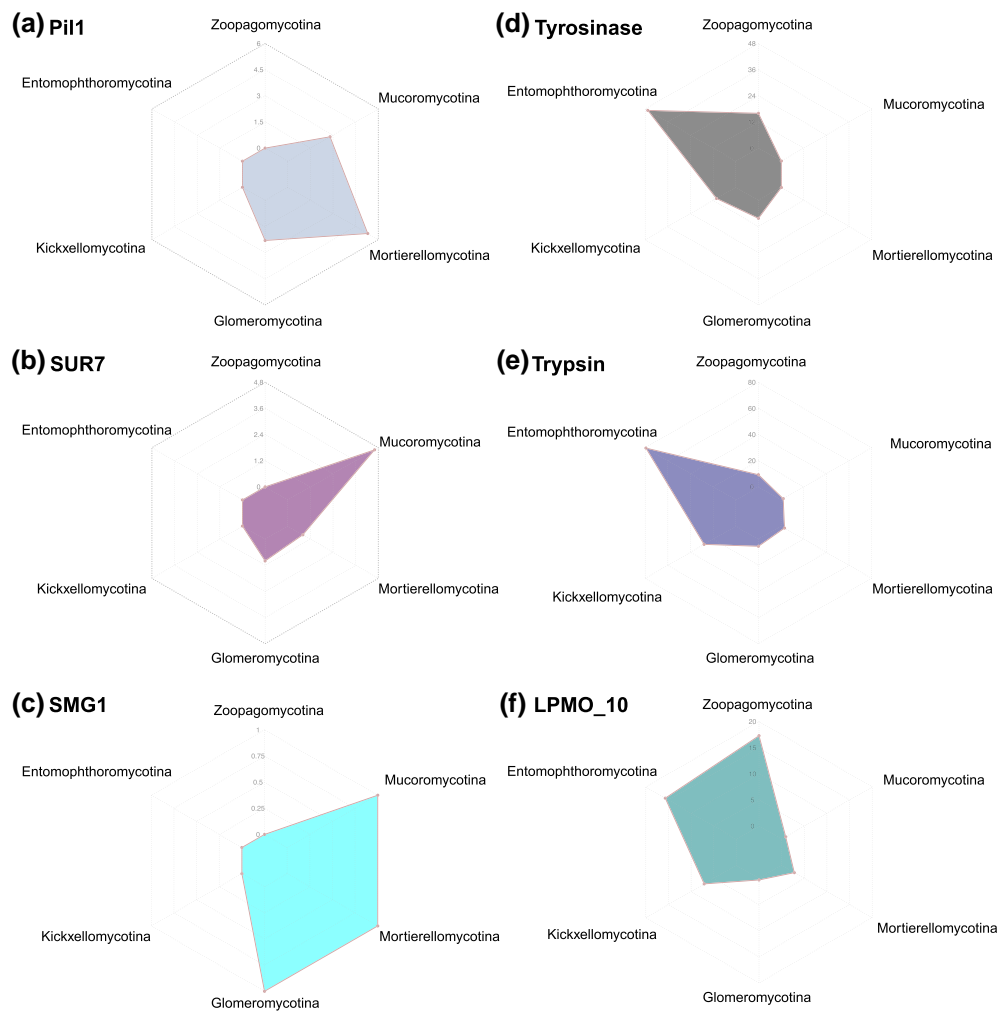 (a) Pil1
Zoopagomycotina
6
4.5
3
1.5
0
Entomophthoromycotina
Mucoromycotina
Kickxellomycotina
Mortierellomycotina
Glomeromycotina
(d) Tyrosinase
Zoopagomycotina
48
36
24
Entomophthoromycotina
Mucoromycotina
Kickxellomycotina
Mortierellomycotina
Glomeromycotina
(b) SUR7
Zoopagomycotina
4.8
3.6
2.4
1.2
0
Entomophthoromycotina
Mucoromycotina
Kickxellomycotina
Mortierellomycotina
Glomeromycotina
(e) Trypsin
Zoopagomycotina
80
60
40
20
Entomophthoromycotina
Mucoromycotina
Kickxellomycotina
Mortierellomycotina
Glomeromycotina
(c) SMG1
Zoopagomycotina
1
0.75
0.5
0.25
0
Entomophthoromycotina
Mucoromycotina
Kickxellomycotina
Mortierellomycotina
Glomeromycotina
(f) LPMO_10
Zoopagomycotina
20
15
10
5
0
Entomophthoromycotina
Mucoromycotina
Kickxellomycotina
Mortierellomycotina
Glomeromycotina